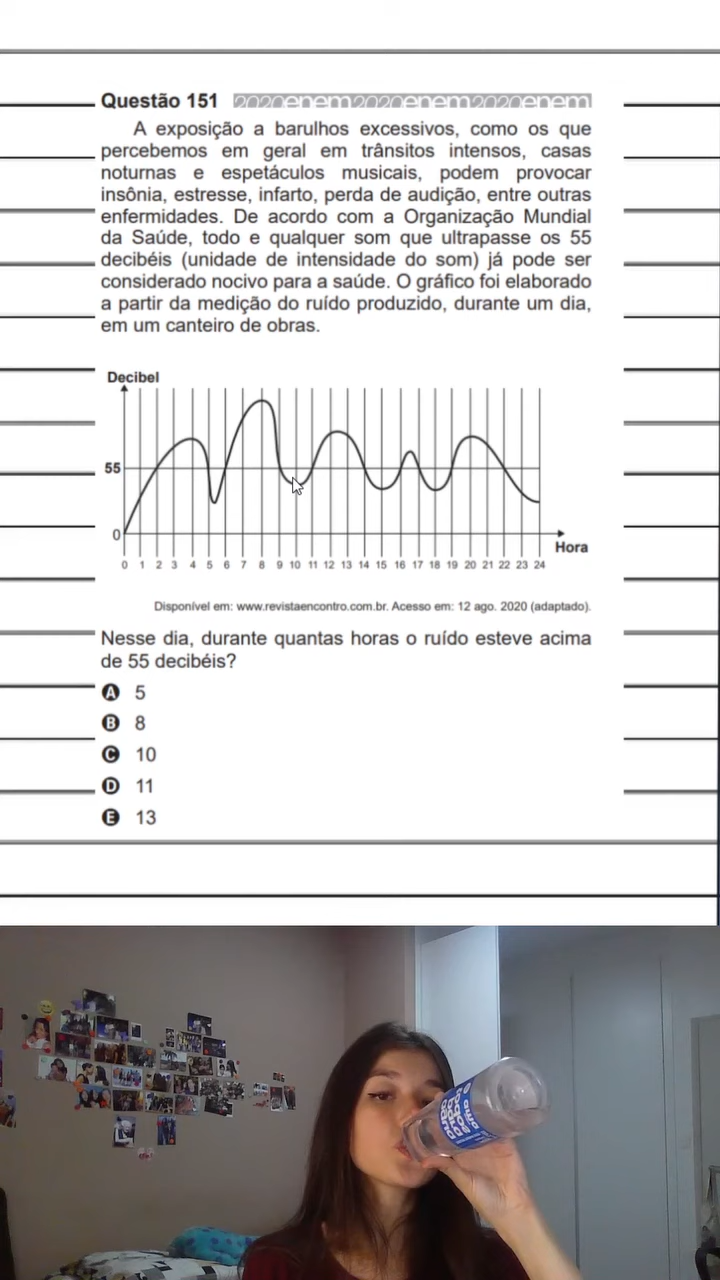 Questão 151 2020enem2020enem2020enem
A exposição a barulhos excessivos, como os que
percebemos em geral em trânsitos intensos, casas
noturnas e espetáculos musicais, podem provocar
insônia, estresse, infarto, perda de audição, entre outras
enfermidades. De acordo com a Organização Mundial
da Saúde, todo e qualquer som que ultrapasse os 55
decibéis (unidade de intensidade do som) já pode ser
considerado nocivo para a saúde. O gráfico foi elaborado
a partir da medição do ruído produzido, durante um dia,
em um canteiro de obras.
Decibel
55
0
Hora
0 1 2 3 4 5 6 7 8 9 10 11 12 13 14 15 16 17 18 19 20 21 22 23 24
Disponível em: www.revistaencontro.com.br. Acesso em: 12 ago. 2020 (adaptado).
Nesse dia, durante quantas horas o ruído esteve acima
de 55 decibéis?
A 5
B 8
C 10
D 11
E 13